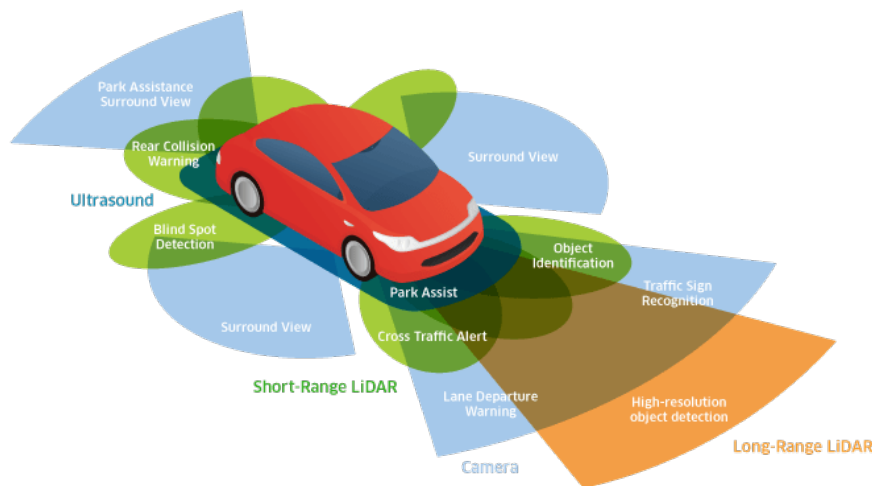 Park Assistance
Surround View
Rear Collision
Warning
Surround View
Ultrasound
Blind Spot
Detection
Object
Identification
Traffic Sign
Recognition
Park Assist
Surround View
Cross Traffic Alert
Short-Range LiDAR
Lane Departure
Warning
High-resolution
object detection
Long-Range LiDAR
Camera